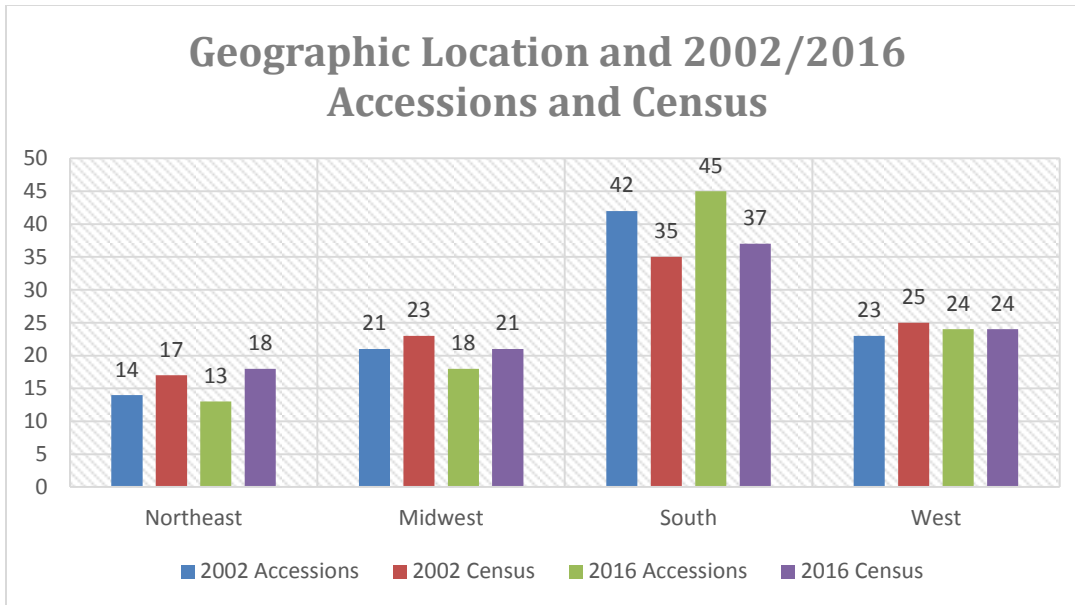 Geographic Location and 2002/2016
Accessions and Census
50
45
40
35
30
25
20
15
10
5
0
14
17
13
18
21
23
18
21
42
35
45
37
23
25
24
24
Northeast
Midwest
South
West
2002 Accessions
2002 Census
2016 Accessions
2016 Census